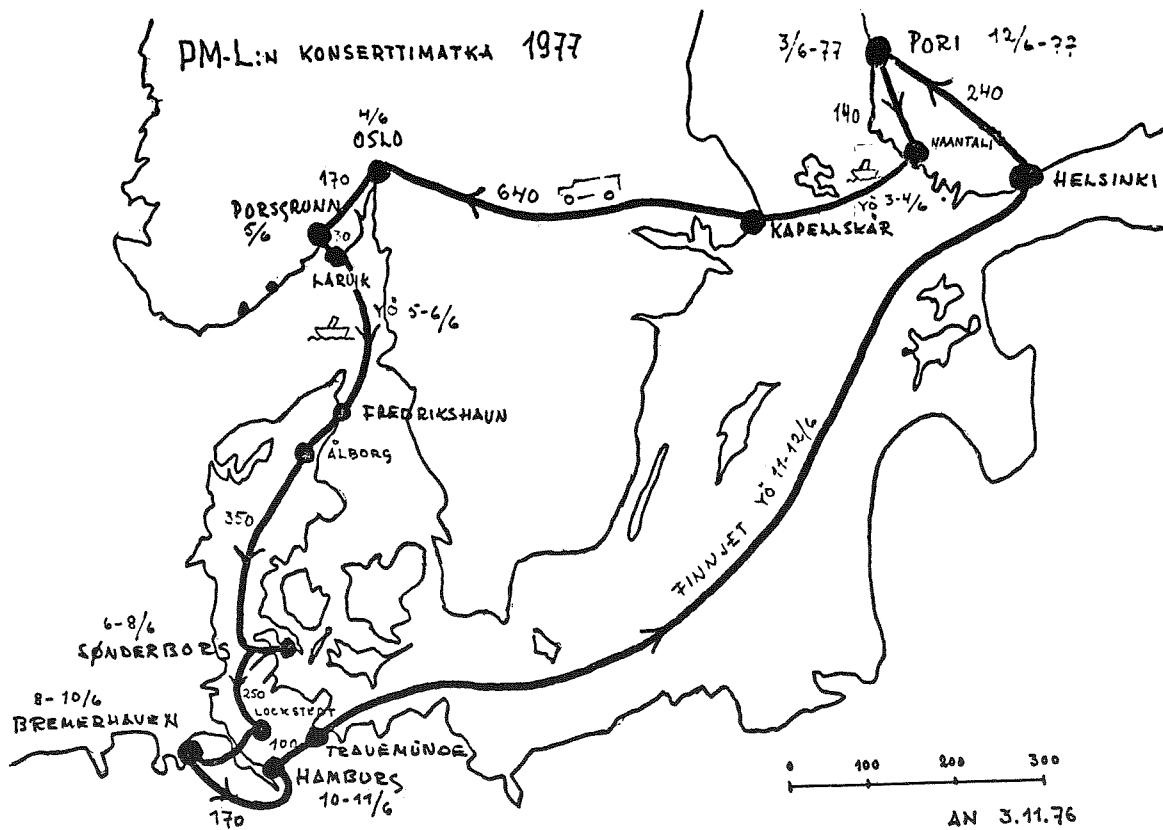 PM-L:N KONSERTTIMATKA 1977
3/6-77 PORI 12/6-77
240
140
NAANTALI
HELSINKI
YÖ 3-4/6
KAPELLSKÄR
640
4/6
OSLO
170
PORSGRUNN
5/6
30
LARVIK
YÖ 5-6/6
FREDRIKSHAUN
ÅLBORG
350
6-8/6
SØNDERBORG
250
LOCKSTEDT
8-10/6
BREMERHAVEN
170
HAMBURG
10-11/6
100
TRAVEMÜNDE
FINNJET YÖ 11-12/6
0 100 200 300
AN 3.11.76